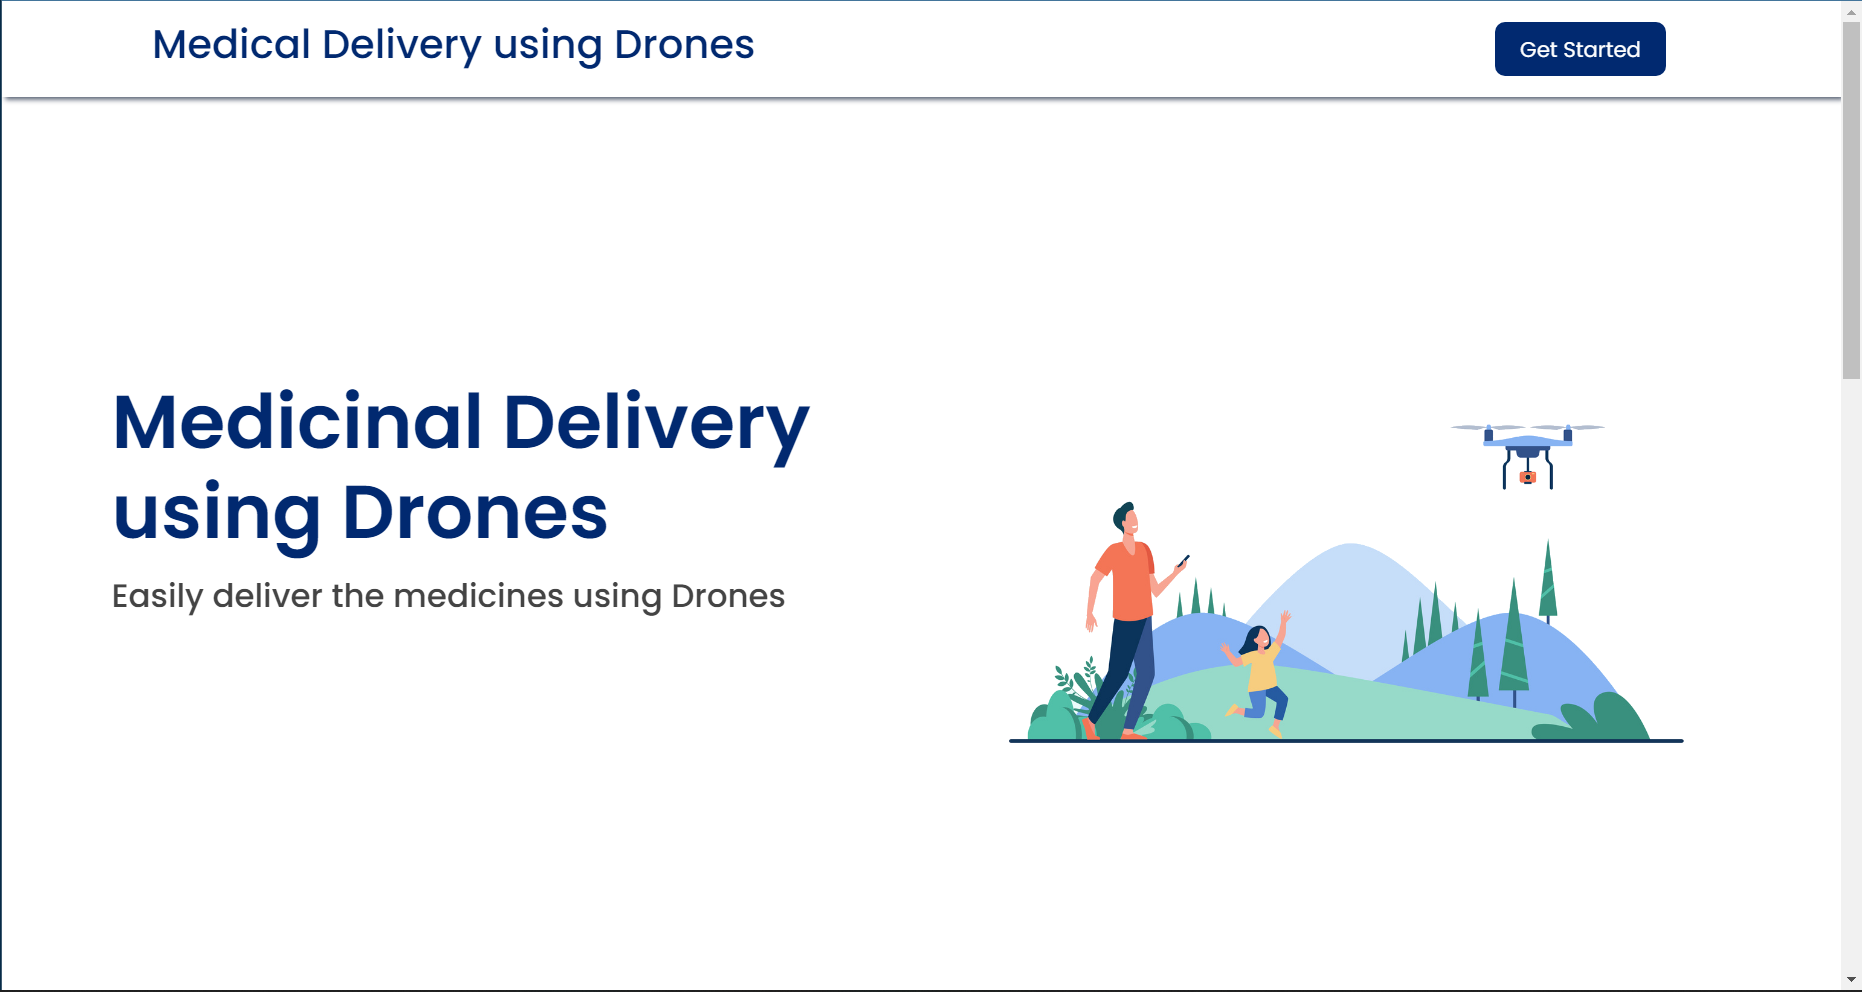 Medical Delivery using Drones
Get Started
Medicinal Delivery
using Drones
Easily deliver the medicines using Drones